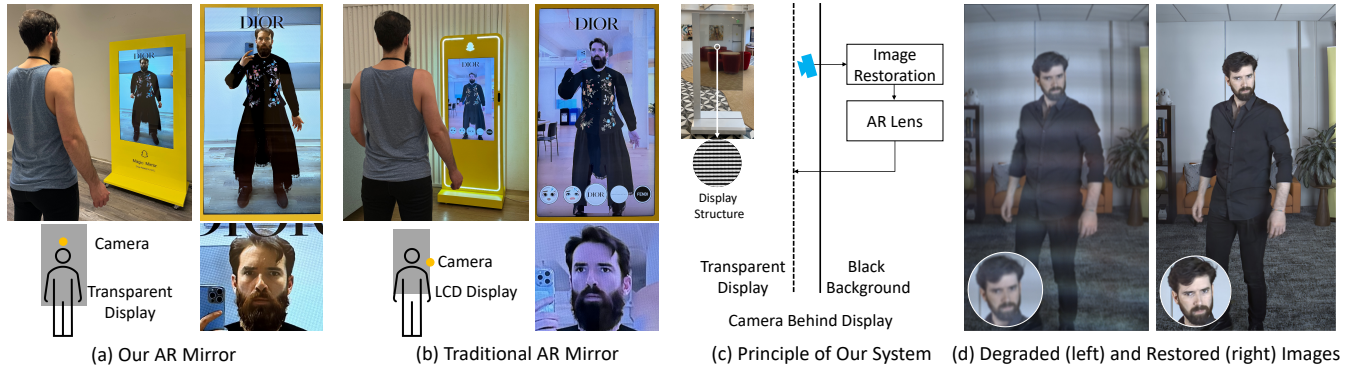 DIOR
Magic Mirror
DIOR
DIOR
DIOR
FENDI
Image
Restoration
AR Lens
Display
Structure
Camera
Transparent
Display
Camera
LCD Display
Transparent
Display
Black
Background
Camera Behind Display
(a) Our AR Mirror
(b) Traditional AR Mirror
(c) Principle of Our System
(d) Degraded (left) and Restored (right) Images